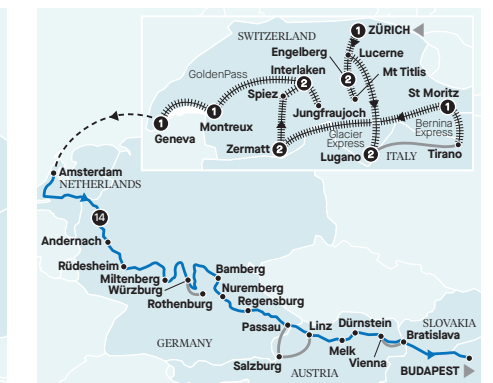 SWITZERLAND
1 ZÜRICH
Engelberg
Lucerne
GoldenPass
Interlaken
2
2
Mt Titlis
Spiez
Jungfraujoch
St Moritz
1
1
1
Montreux
Geneva
Glacier
Express
Bernina
Express
Zermatt 2
Lugano 2
ITALY
Tirano
Amsterdam
NETHERLANDS
14
Andernach
Rüdesheim
Miltenberg
Würzburg
Rothenburg
Bamberg
Nuremberg
Regensburg
GERMANY
Passau
Linz
Dürnstein
SLOVAKIA
Bratislava
Melk
Vienna
Salzburg
AUSTRIA
BUDAPEST